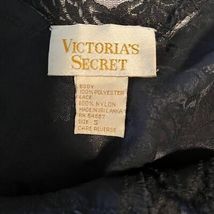 VICTORIA'S
SECRET
BODY
100% POLYESTER
LACE
100% NYLON
MADE IN SRI LANKA
RN 54867
SIZE S
CARE REVERSE